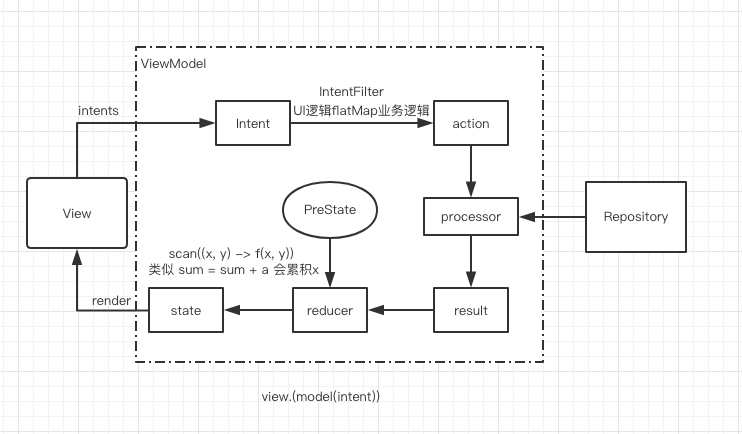 ViewModel
IntentFilter
UI逻辑flatMap业务逻辑
intents
Intent
action
View
PreState
processor
Repository
scan((x, y) -> f(x, y))
类似 sum = sum + a 会累积x
render
state
reducer
result
view.(model(intent))